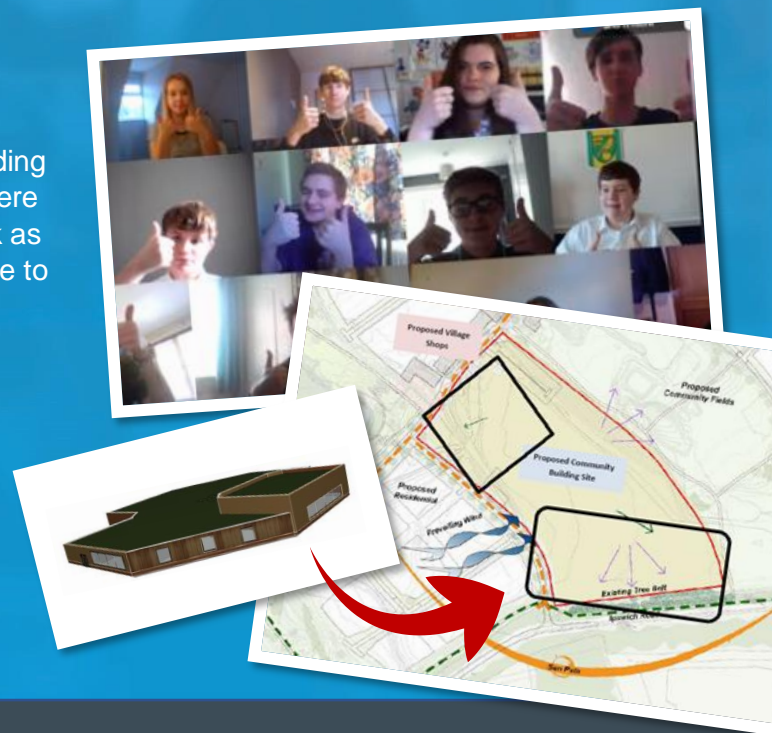 ding
ere
k as
e to
Proposed Village
Shops
Proposed
Community Fields
Proposed Community
Building Site
Proposed
Residential
Prevailing Wind
Existing Tree Belt
Ipswich
Sun Path